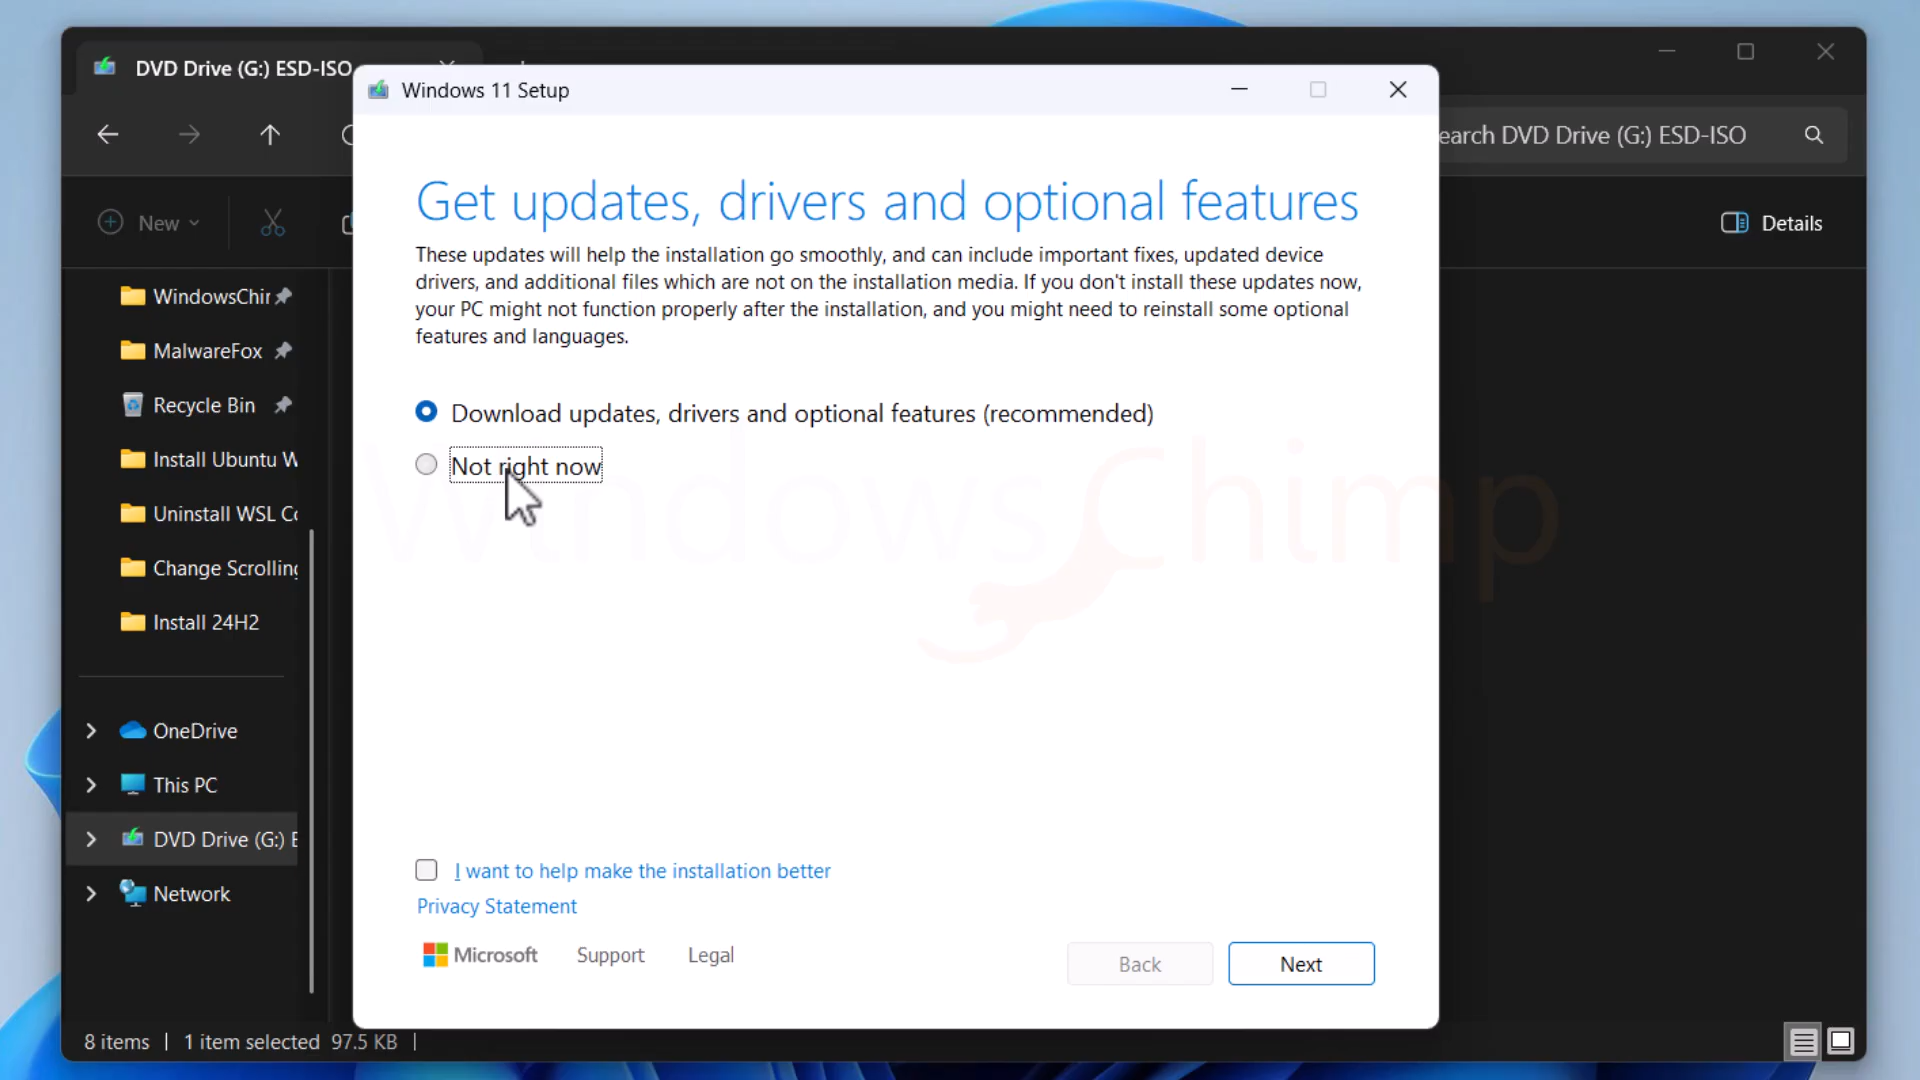 DVD Drive (G:) ESD-ISO
Windows 11 Setup
earch DVD Drive (G:) ESD-ISO
New
Details
Get updates, drivers and optional features
These updates will help the installation go smoothly, and can include important fixes, updated device
drivers, and additional files which are not on the installation media. If you don't install these updates now,
your PC might not function properly after the installation, and you might need to reinstall some optional
features and languages.
Download updates, drivers and optional features (recommended)
Not right now
WindowsChimp
WindowsChir
MalwareFox
Recycle Bin
Install Ubuntu W
Uninstall WSL Co
Change Scrolling
Install 24H2
OneDrive
This PC
DVD Drive (G:) E
Network
I want to help make the installation better
Privacy Statement
Microsoft Support Legal
Back Next
8 items | 1 item selected 97.5 KB |